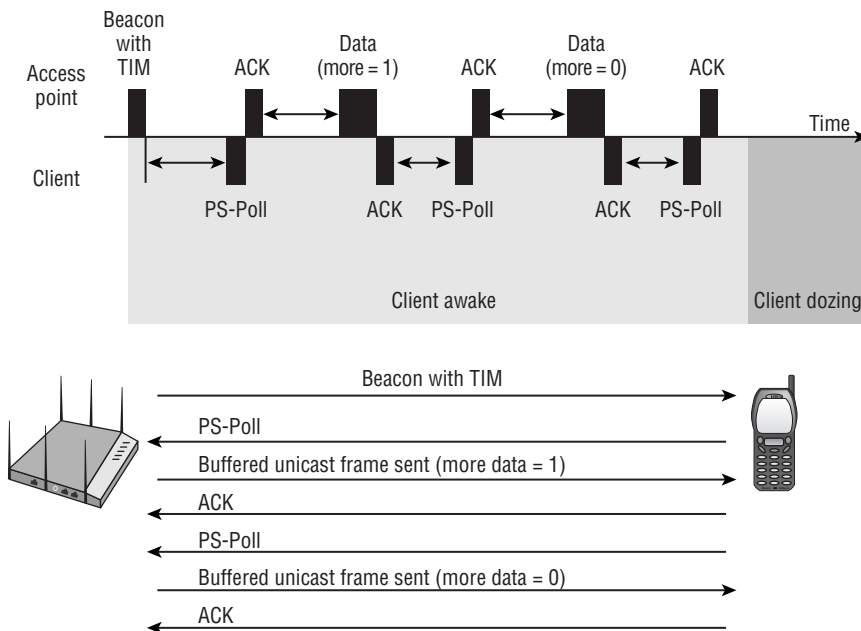 Beacon
with
TIM
Access
point
ACK
Data
(more = 1)
ACK
Data
(more = 0)
ACK
Time
Client
PS-Poll
ACK
PS-Poll
ACK
PS-Poll
Client awake
Client dozing
Beacon with TIM
PS-Poll
Buffered unicast frame sent (more data = 1)
ACK
PS-Poll
Buffered unicast frame sent (more data = 0)
ACK